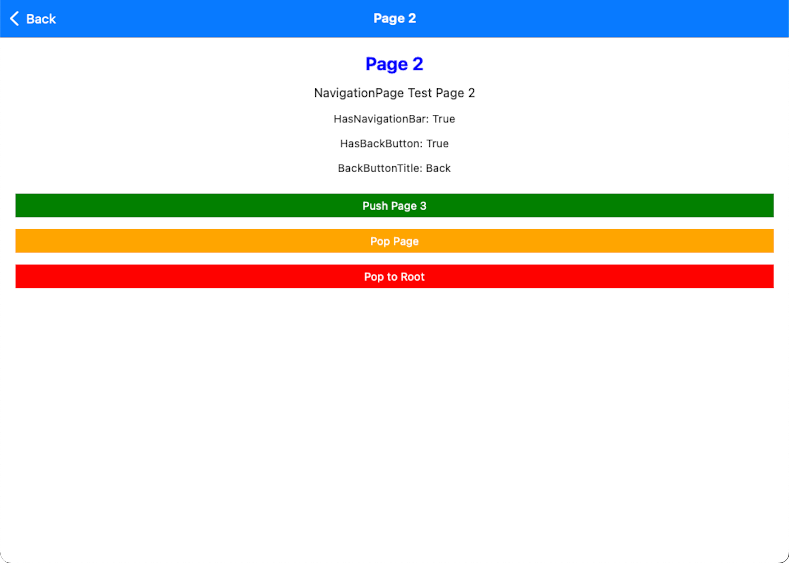 Back
Page 2
Page 2
NavigationPage Test Page 2
HasNavigationBar: True
HasBackButton: True
BackButtonTitle: Back
Push Page 3
Pop Page
Pop to Root